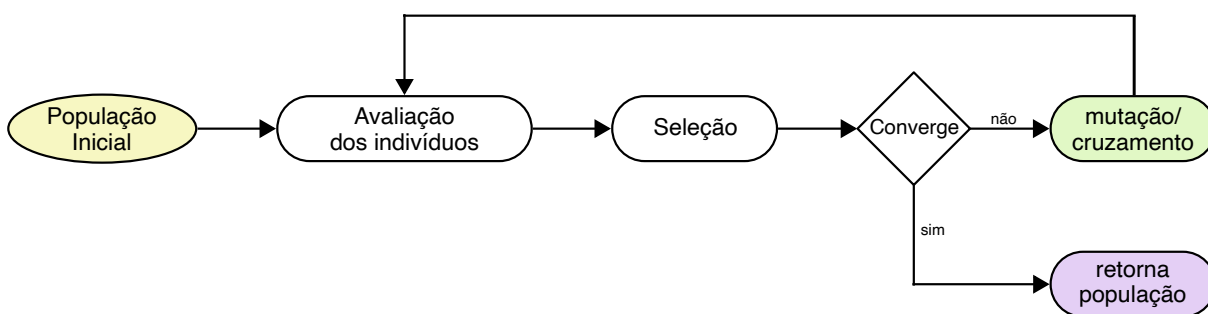 População
Inicial
Avaliação
dos indivíduos
Seleção
Converge
não
mutação/
cruzamento
sim
retorna
população